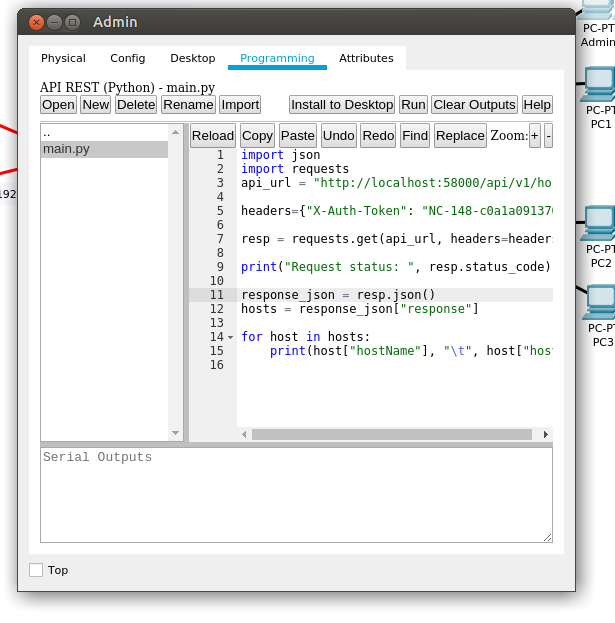 Admin
Physical Config Desktop Programming Attributes
API REST (Python) - main.py
Open New Delete Rename Import Install to Desktop Run Clear Outputs Help
..
main.py
Reload Copy Paste Undo Redo Find Replace Zoom: + -
1 import json
2 import requests
3 api_url = "http://localhost:58000/api/v1/ho
4
5 headers={"X-Auth-Token": "NC-148-c0a1a09137
6
7 resp = requests.get(api_url, headers=header
8
9 print("Request status: ", resp.status_code)
10
11 response_json = resp.json()
12 hosts = response_json["response"]
13
14 for host in hosts:
15 print(host["hostName"], "\t", host["hos
16
Serial Outputs
Top
192
PC-PT
Admin
PC-PT
PC1
PC-PT
PC2
PC-PT
PC3